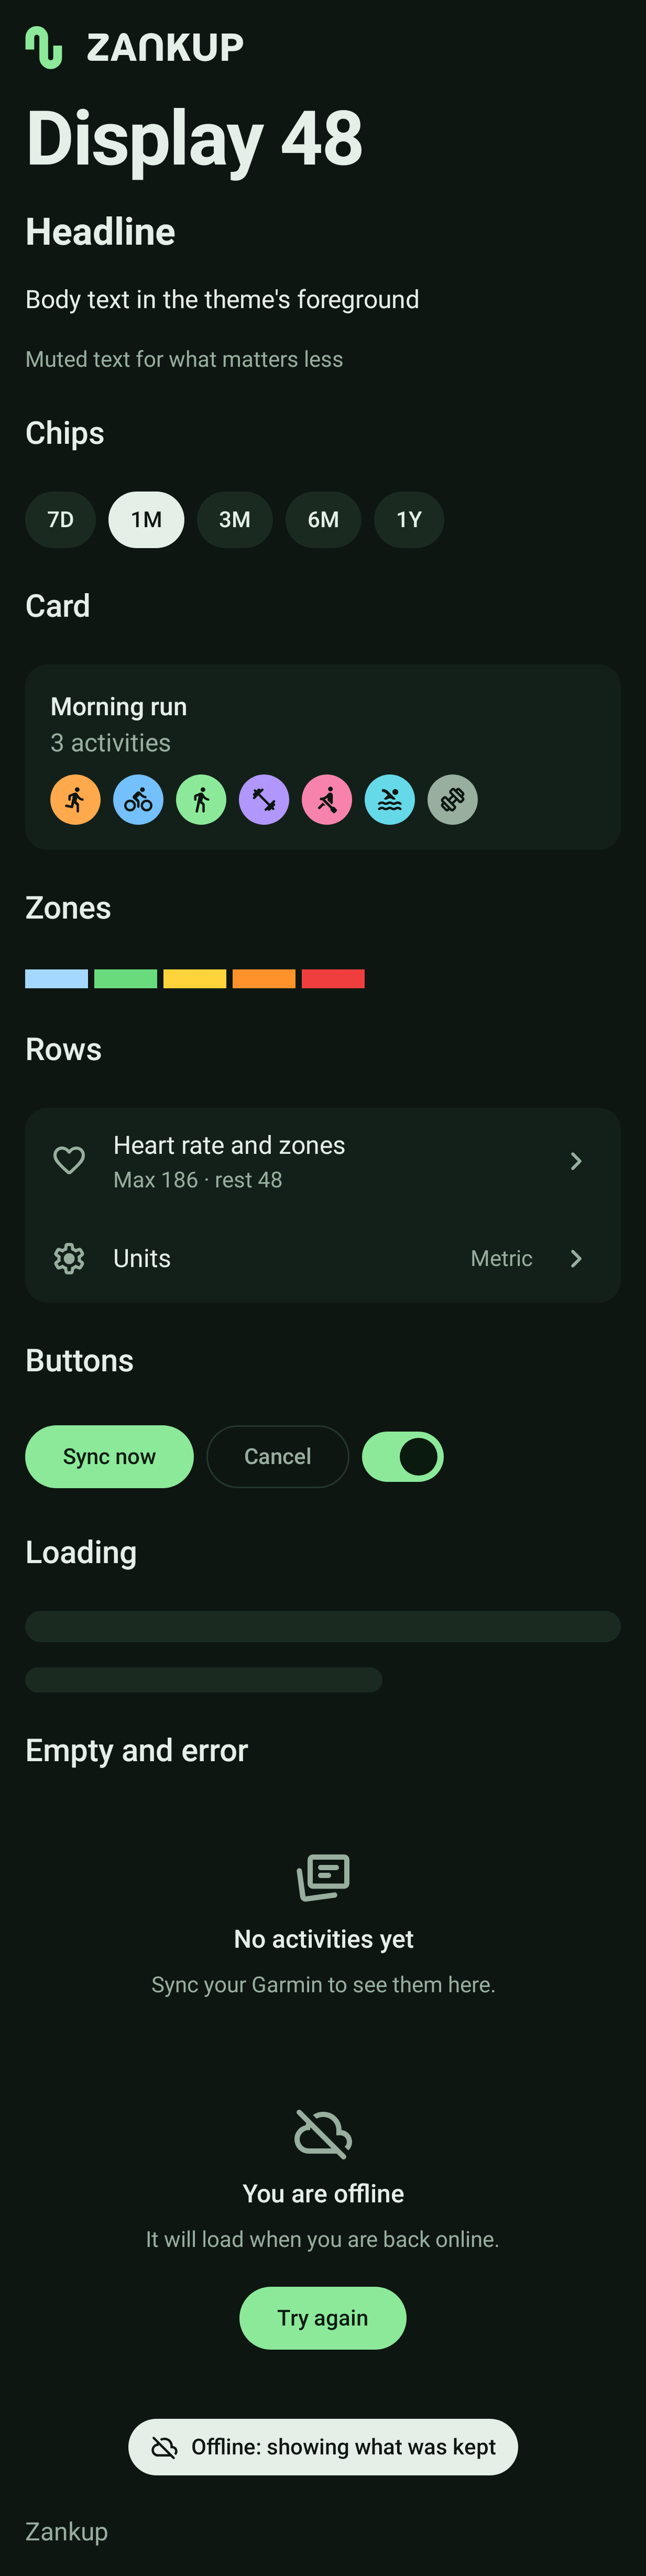 ZANKUP
Display 48
Headline
Body text in the theme's foreground
Muted text for what matters less
Chips
7D 1M 3M 6M 1Y
Card
Morning run
3 activities
Zones
Rows
Heart rate and zones
Max 186 · rest 48
Units Metric
Buttons
Sync now Cancel
Loading
Empty and error
No activities yet
Sync your Garmin to see them here.
You are offline
It will load when you are back online.
Try again
Offline: showing what was kept
Zankup